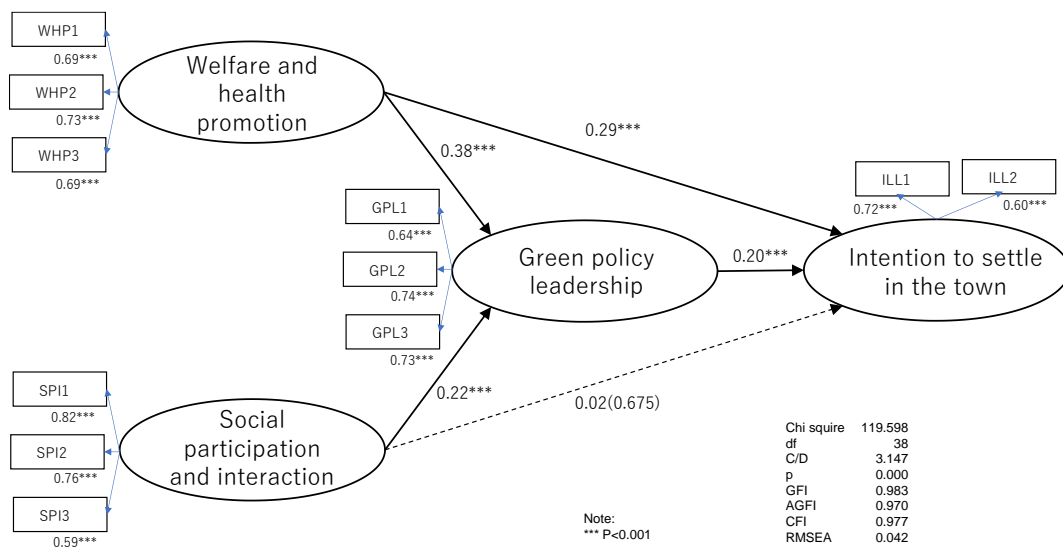 WHP1
0.69***
WHP2
0.73***
WHP3
0.69***
Welfare and
health
promotion
0.29***
0.38***
ILL1
0.72***
ILL2
0.60***
GPL1
0.64***
GPL2
0.74***
GPL3
0.73***
Green policy
leadership
0.20***
Intention to settle
in the town
SPI1
0.82***
SPI2
0.76***
SPI3
0.59***
Social
participation
and interaction
0.22***
0.02(0.675)
Note:
*** P<0.001
Chi squire 119.598
df 38
C/D 3.147
p 0.000
GFI 0.983
AGFI 0.970
CFI 0.977
RMSEA 0.042